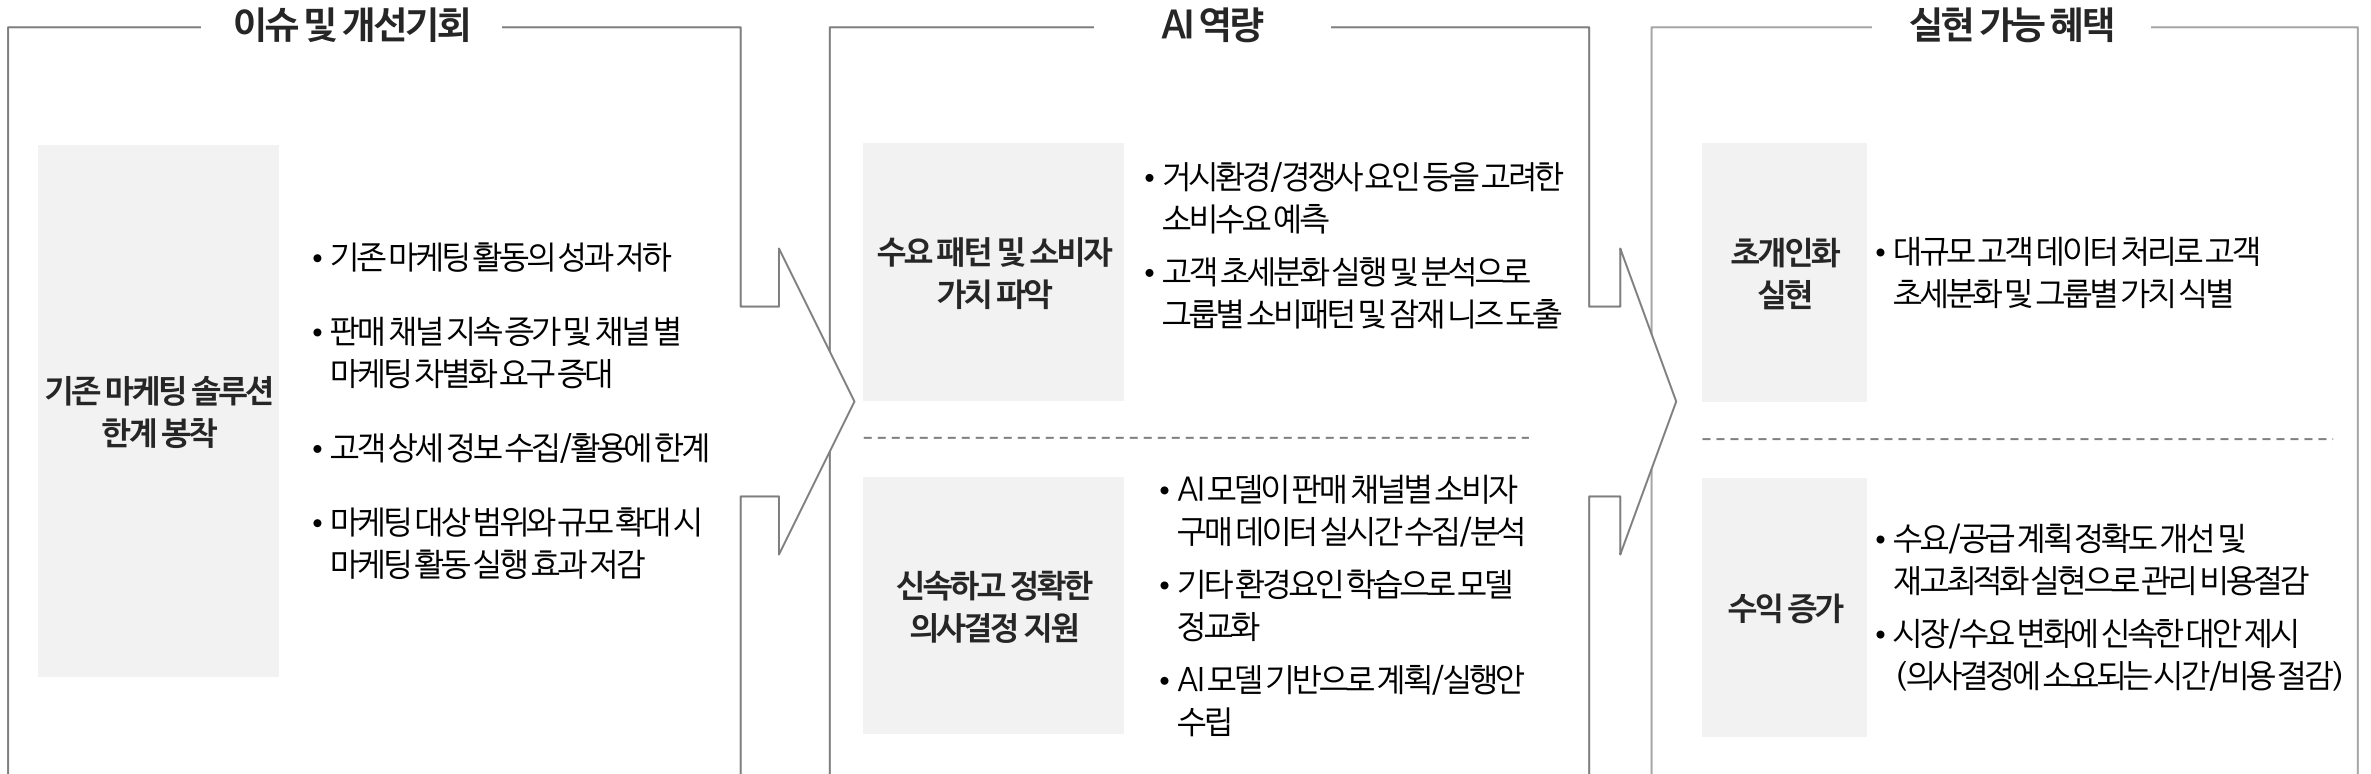 이슈 및 개선기회
기존 마케팅 솔루션
한계 봉착
• 기존 마케팅 활동의 성과 저하
• 판매 채널 지속 증가 및 채널 별
마케팅 차별화 요구 증대
• 고객 상세 정보 수집/활용에 한계
• 마케팅 대상 범위와 규모 확대 시
마케팅 활동 실행 효과 저감
AI 역량
수요 패턴 및 소비자
가치 파악
• 거시환경/경쟁사 요인 등을 고려한
소비수요 예측
• 고객 초세분화 실행 및 분석으로
그룹별 소비패턴 및 잠재 니즈 도출
신속하고 정확한
의사결정 지원
• AI 모델이 판매 채널별 소비자
구매 데이터 실시간 수집/분석
• 기타 환경요인 학습으로 모델
정교화
• AI 모델 기반으로 계획/실행안
수립
실현 가능 혜택
초개인화
실현
• 대규모 고객 데이터 처리로 고객
초세분화 및 그룹별 가치 식별
수익 증가
• 수요/공급 계획 정확도 개선 및
재고최적화 실현으로 관리 비용절감
• 시장/수요 변화에 신속한 대안 제시
(의사결정에 소요되는 시간/비용 절감)